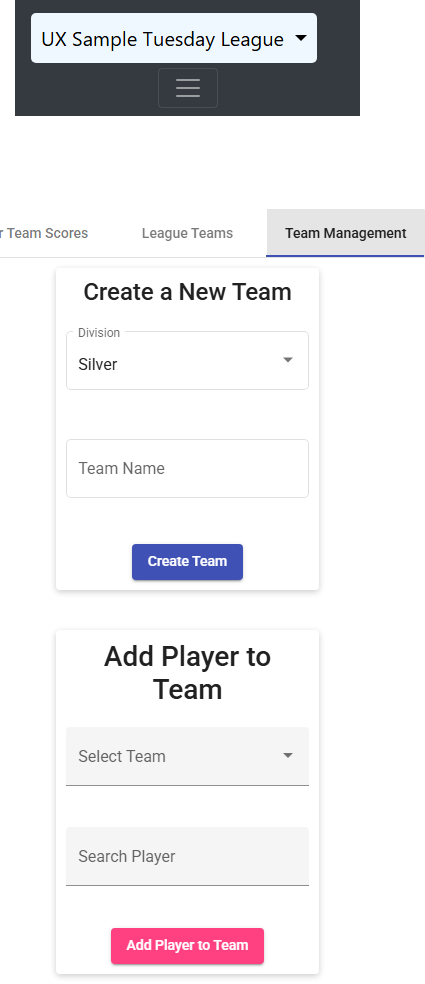 UX Sample Tuesday League
r Team Scores League Teams Team Management
Create a New Team
Division
Silver
Team Name
Create Team
Add Player to
Team
Select Team
Search Player
Add Player to Team